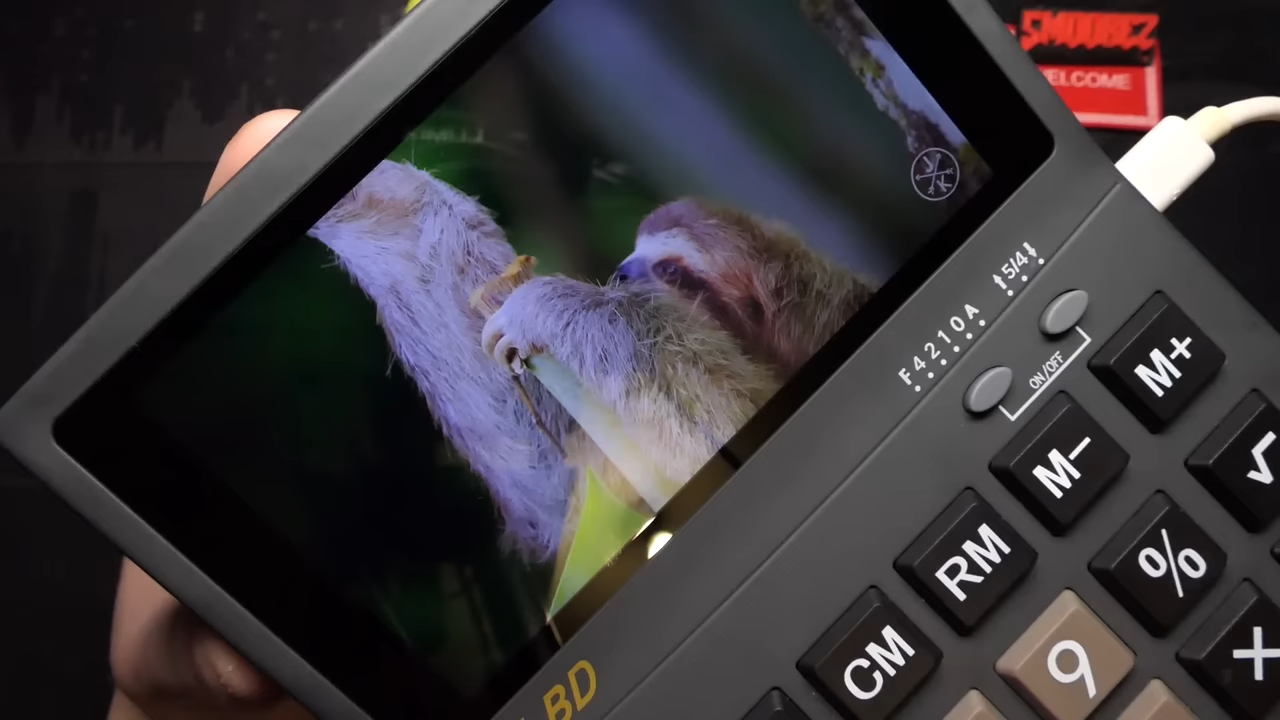 SMOOBEZ
WELCOME
J K
5/4
F 4 2 1 0 A
ON/OFF
M+
M−
√
RM
%
CM
9
+
BD